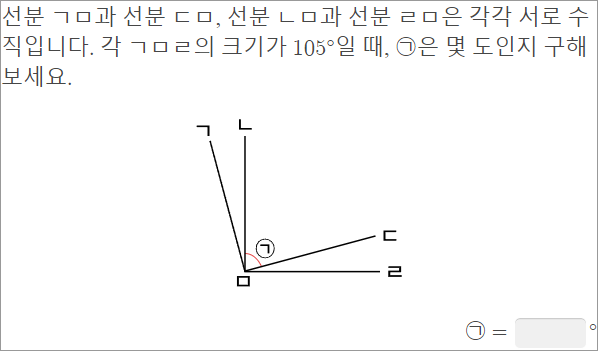 선분 ㄱㅁ과 선분 ㄷㅁ, 선분 ㄴㅁ과 선분 ㄹㅁ은 각각 서로 수
직입니다. 각 ㄱㅁㄹ의 크기가 105°일 때, ㉠은 몇 도인지 구해
보세요.
ㄱ ㄴ
㉠ ㄷ
ㅁ ㄹ
㉠ = °